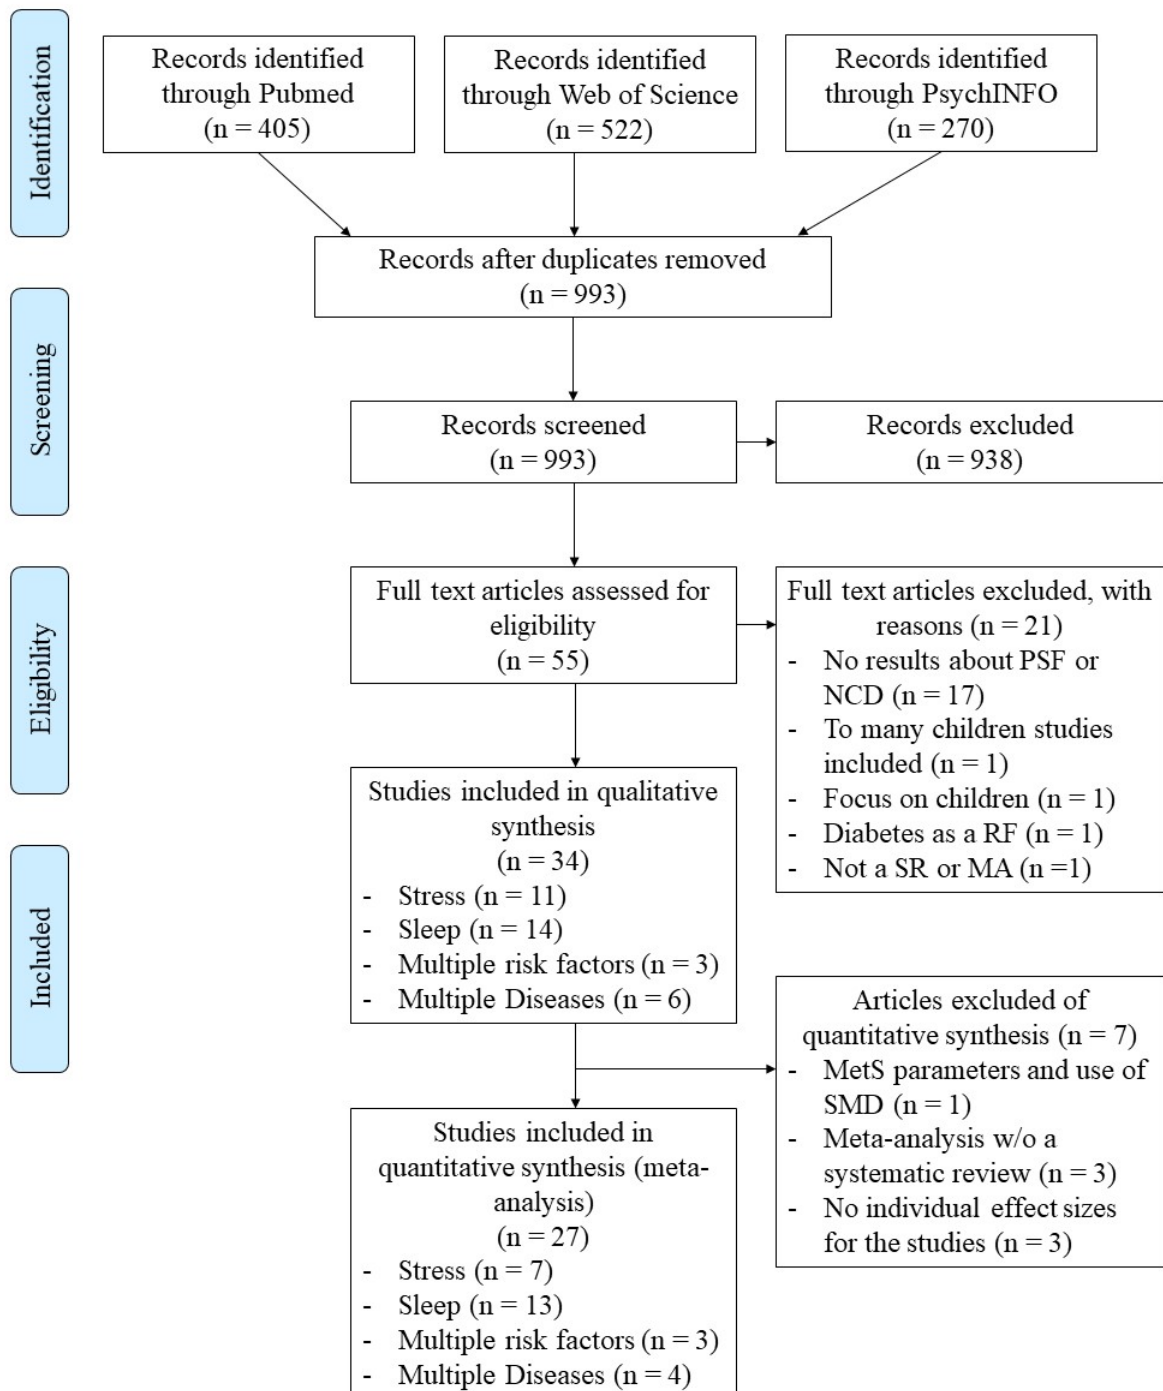 Identification
Records identified
through Pubmed
(n = 405)
Records identified
through Web of Science
(n = 522)
Records identified
through PsychINFO
(n = 270)
Records after duplicates removed
(n = 993)
Screening
Records screened
(n = 993)
Records excluded
(n = 938)
Eligibility
Full text articles assessed for
eligibility
(n = 55)
Full text articles excluded, with
reasons (n = 21)
- No results about PSF or
NCD (n = 17)
- To many children studies
included (n = 1)
- Focus on children (n = 1)
- Diabetes as a RF (n = 1)
- Not a SR or MA (n =1)
Included
Studies included in qualitative
synthesis
(n = 34)
- Stress (n = 11)
- Sleep (n = 14)
- Multiple risk factors (n = 3)
- Multiple Diseases (n = 6)
Articles excluded of
quantitative synthesis (n = 7)
- MetS parameters and use of
SMD (n = 1)
- Meta-analysis w/o a
systematic review (n = 3)
- No individual effect sizes
for the studies (n = 3)
Studies included in
quantitative synthesis (meta-
analysis)
(n = 27)
- Stress (n = 7)
- Sleep (n = 13)
- Multiple risk factors (n = 3)
- Multiple Diseases (n = 4)